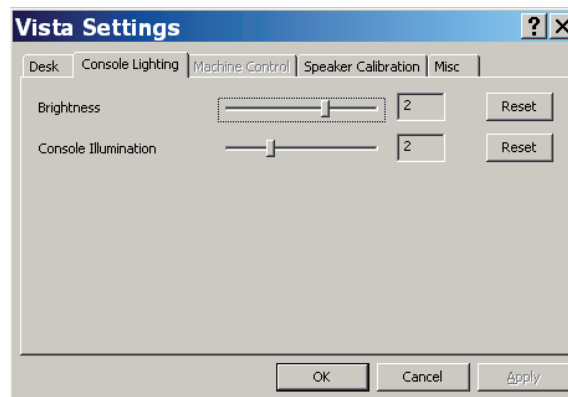 Vista Settings
Desk Console Lighting Machine Control Speaker Calibration Misc
Brightness 2 Reset
Console Illumination 2 Reset
OK Cancel Apply